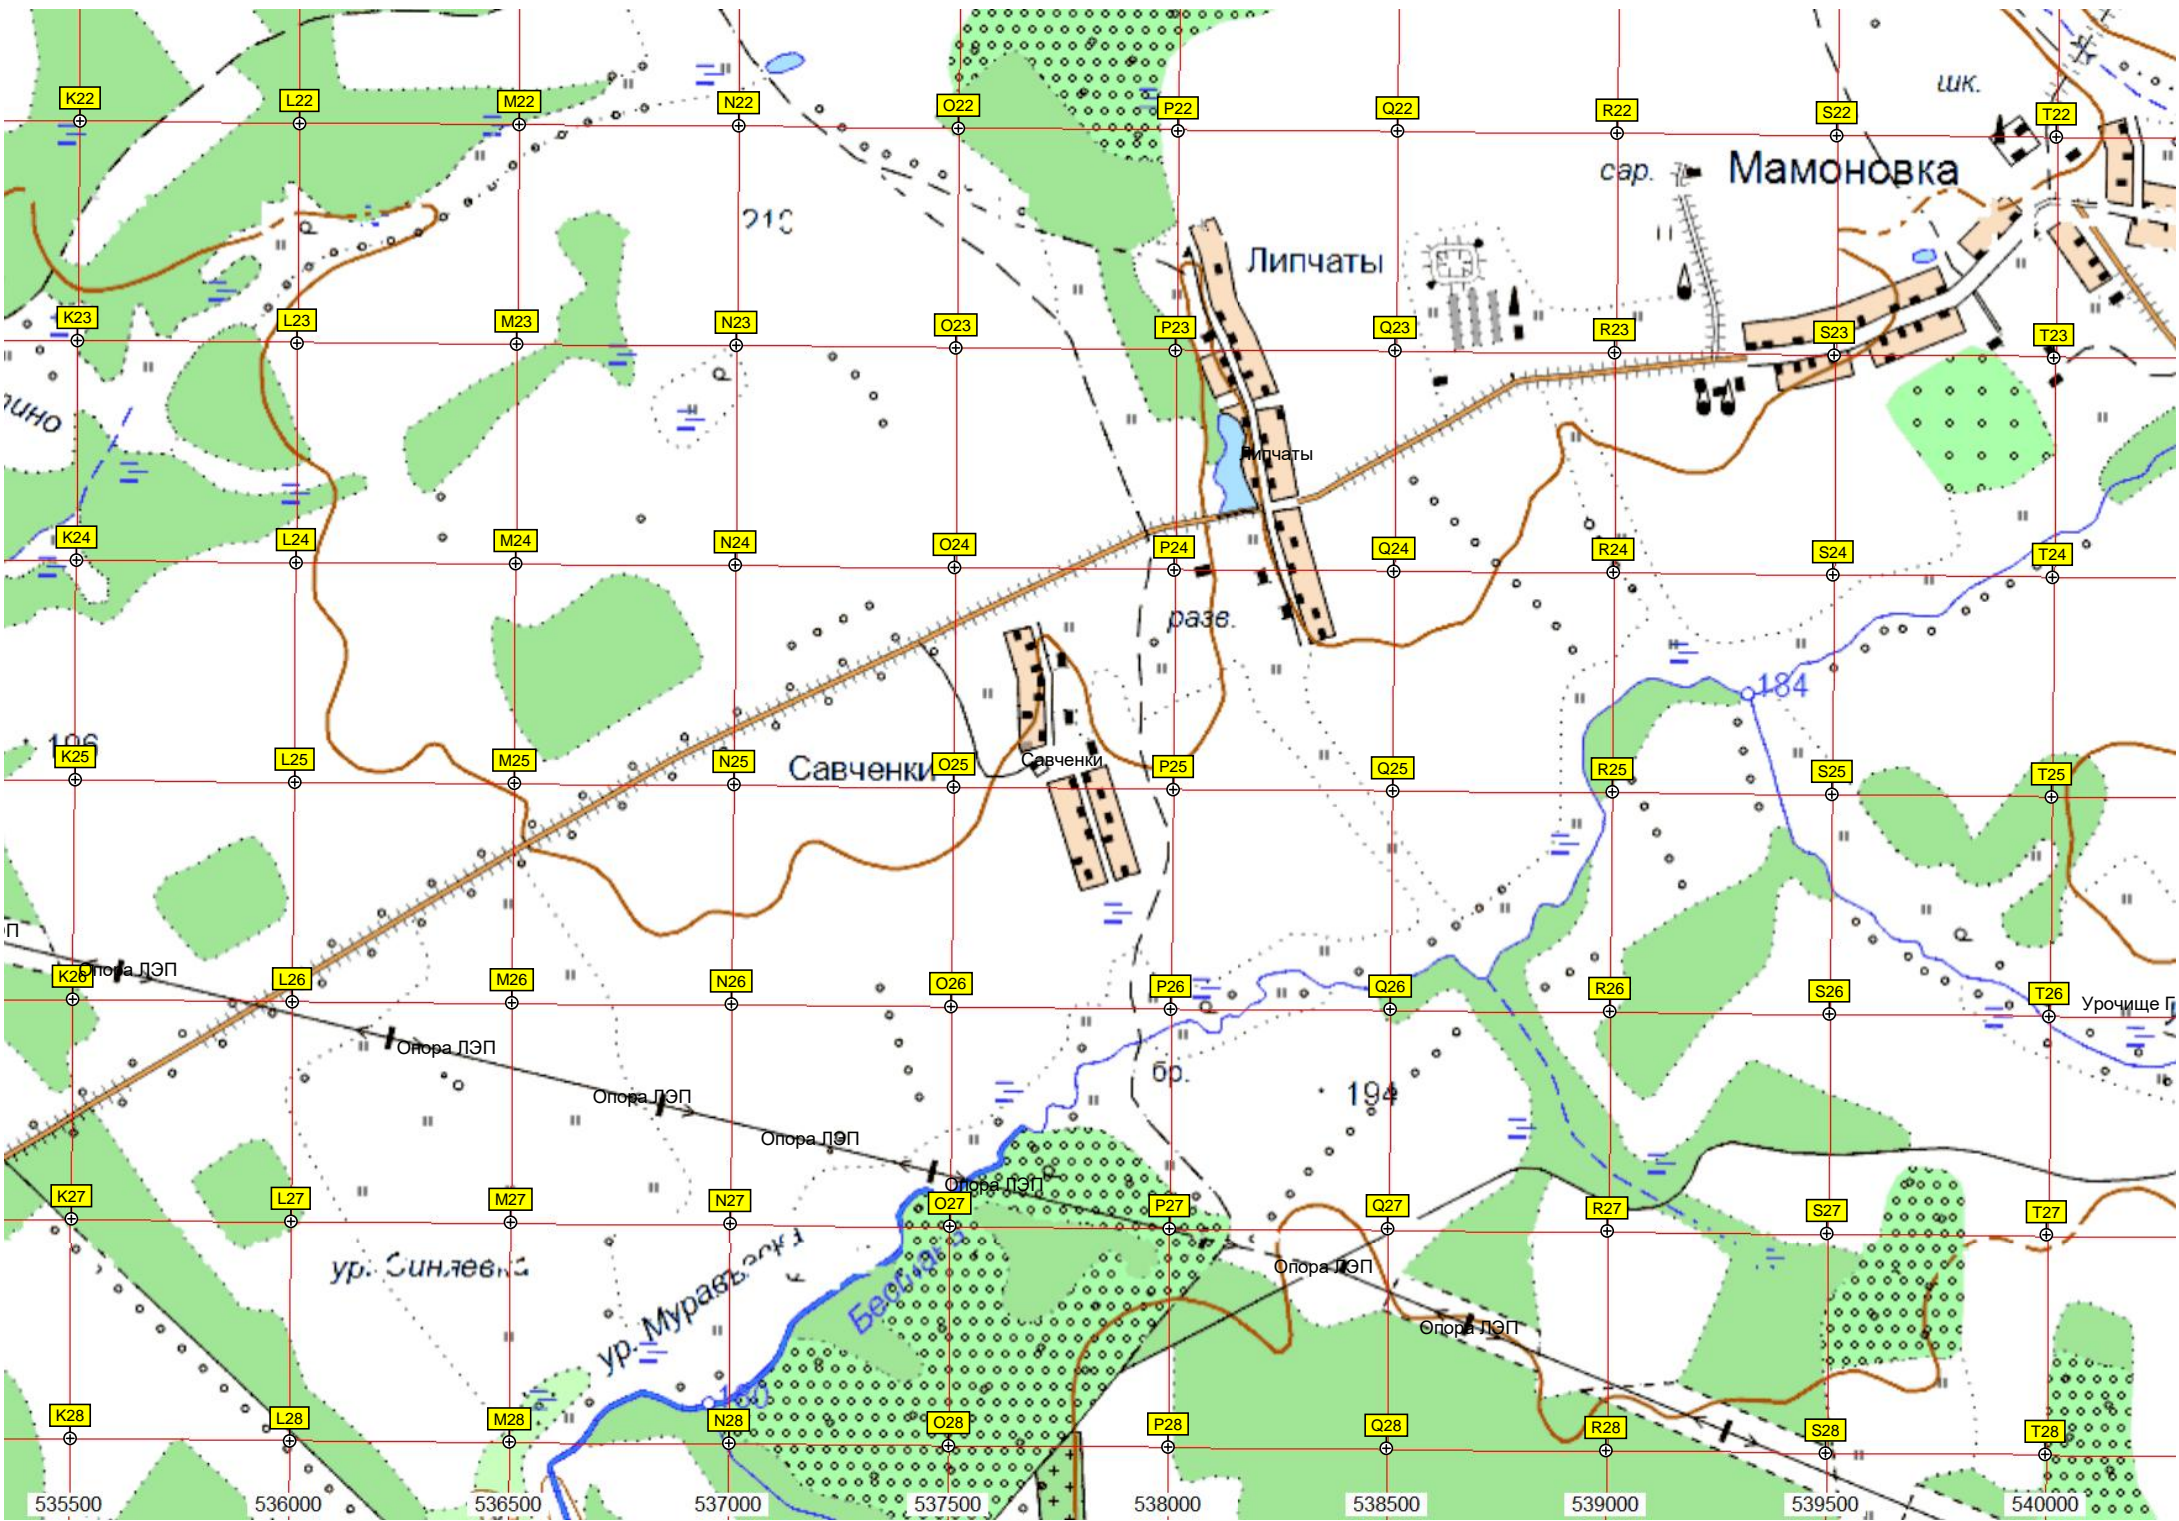 шк.
K22 L22 M22 N22 O22 P22 Q22 R22 S22 T22
сар. Мамоновка
Липчаты
K23 L23 M23 N23 O23 P23 Q23 R23 S23 T23
Липчаты
K24 L24 M24 N24 O24 P24 Q24 R24 S24 T24
разв.
184
196
Савченки
Савченки
K25 L25 M25 N25 O25 P25 Q25 R25 S25 T25
Опора ЛЭП
K26 L26 M26 N26 O26 P26 Q26 R26 S26 T26
Урочище
Опора ЛЭП
бр.
194
Опора ЛЭП
Опора ЛЭП
Опора ЛЭП
K27 L27 M27 N27 O27 P27 Q27 R27 S27 T27
ур. Синяевка
Опора ЛЭП
ур.
Опора ЛЭП
K28 L28 M28 N28 O28 P28 Q28 R28 S28 T28
535500 536000 536500 537000 537500 538000 538500 539000 539500 540000